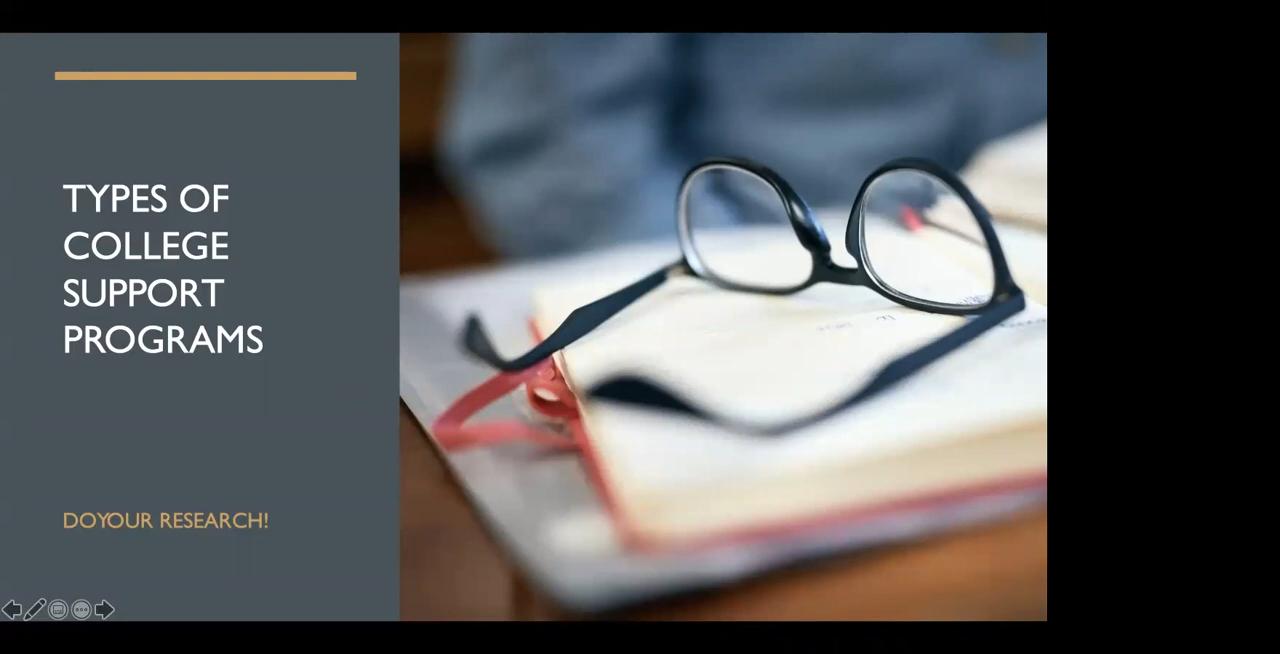 TYPES OF
COLLEGE
SUPPORT
PROGRAMS
DOYOUR RESEARCH!